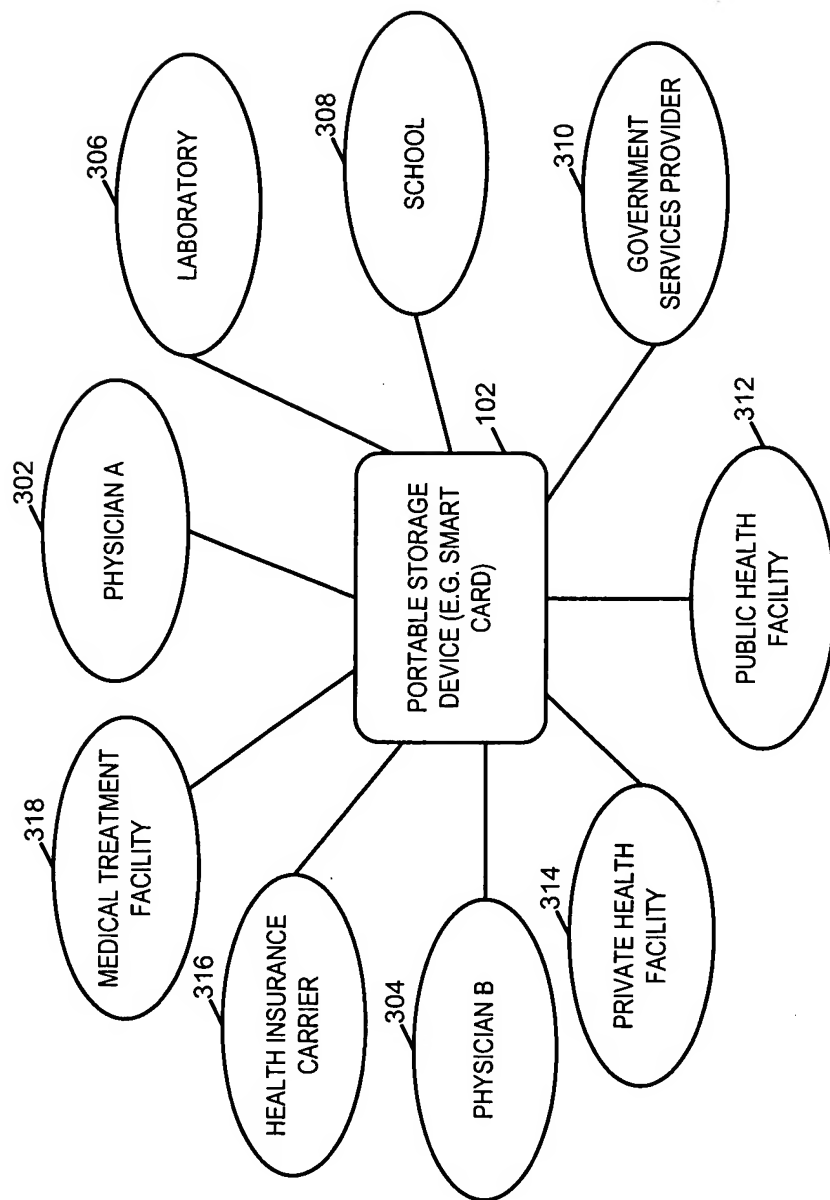 318
MEDICAL TREATMENT
FACILITY
302
PHYSICIAN A
306
LABORATORY
316
HEALTH INSURANCE
CARRIER
102
PORTABLE STORAGE
DEVICE (E.G. SMART
CARD)
308
SCHOOL
304
PHYSICIAN B
314
PRIVATE HEALTH
FACILITY
312
PUBLIC HEALTH
FACILITY
310
GOVERNMENT
SERVICES PROVIDER